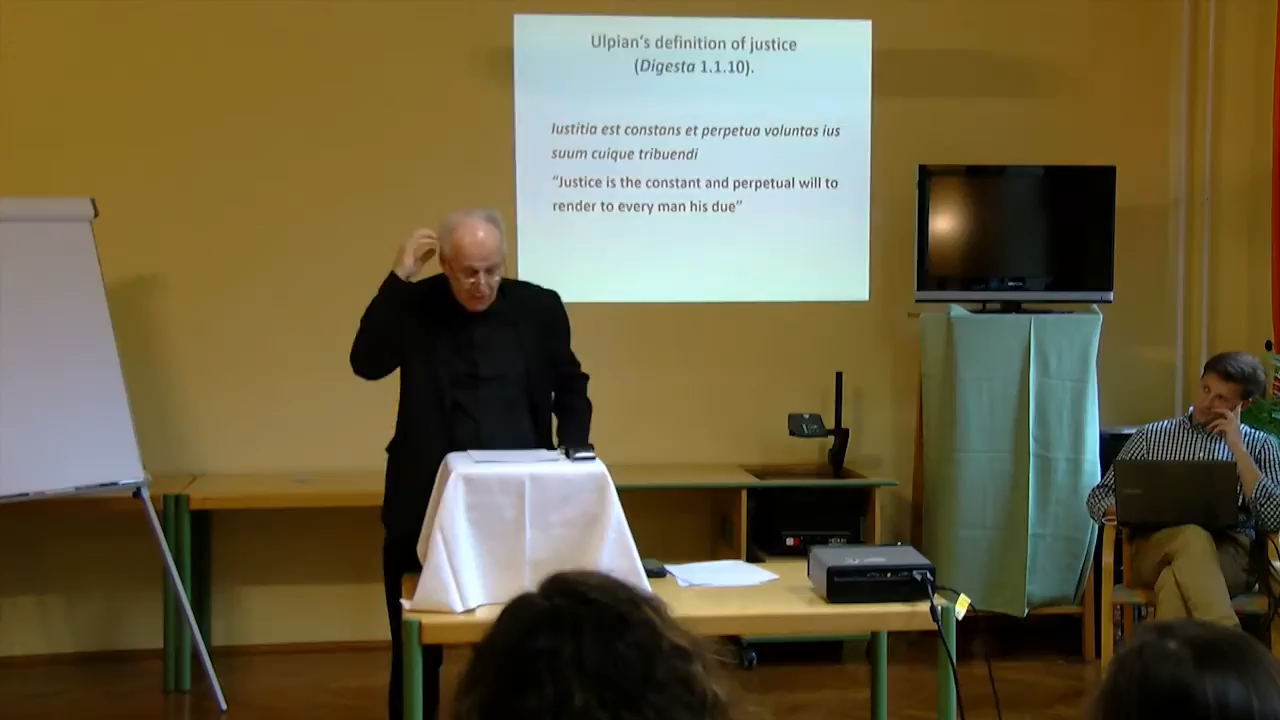 Ulpian's definition of justice
(Digesta 1.1.10).
Iustitia est constans et perpetua voluntas ius
suum cuique tribuendi
“Justice is the constant and perpetual will to
render to every man his due”